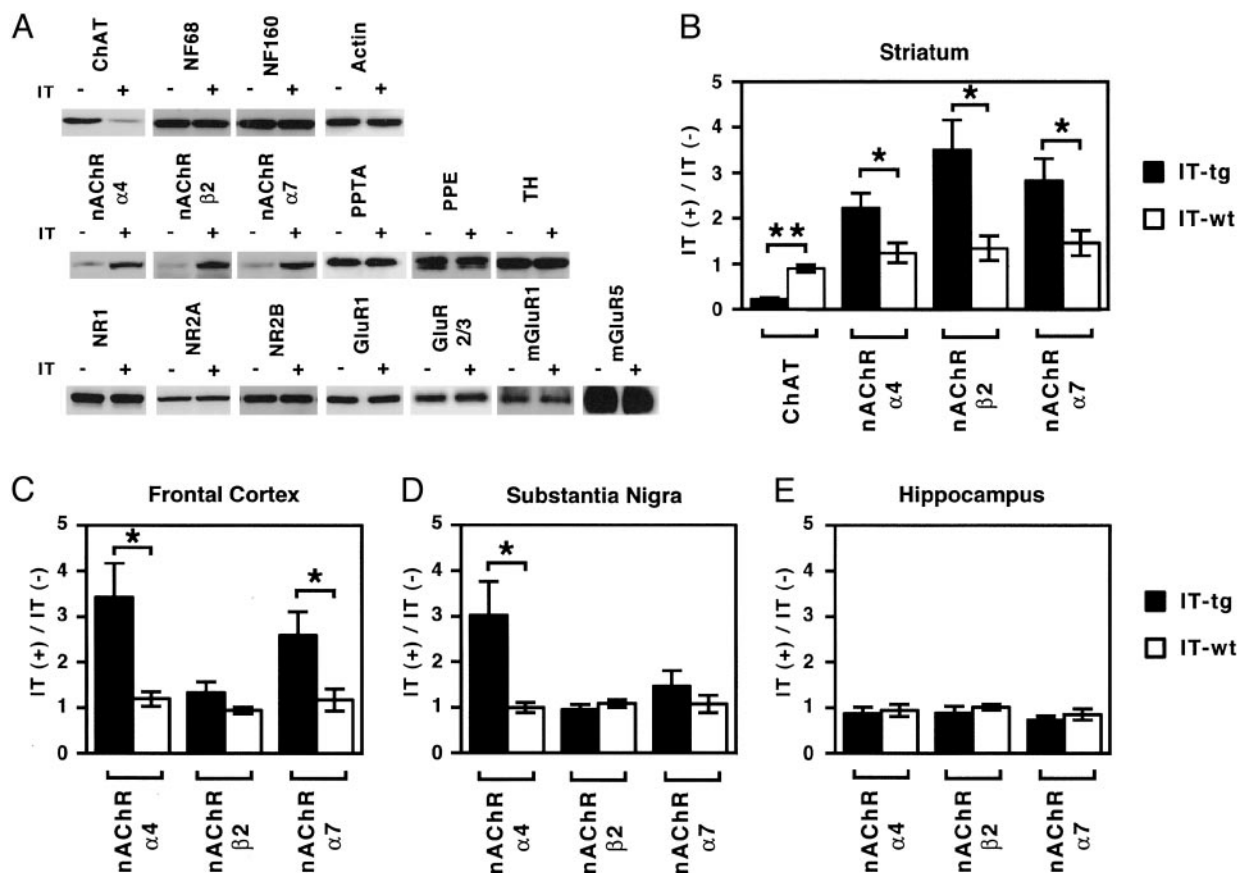 A
ChAT NF68 NF160 Actin
IT - + - + - + - +
nAChR α4 nAChR β2 nAChR α7 PPTA PPE TH
IT - + - + - + - + - + - +
NR1 NR2A NR2B GluR1 GluR 2/3 mGluR1 mGluR5
IT - + - + - + - + - + - + - +
B
Striatum
IT (+) / IT (-)
5
4
3
2
1
0
**
*
*
*
ChAT
nAChR α4
nAChR β2
nAChR α7
IT-tg
IT-wt
C
Frontal Cortex
IT (+) / IT (-)
5
4
3
2
1
0
*
*
nAChR α4
nAChR β2
nAChR α7
D
Substantia Nigra
IT (+) / IT (-)
5
4
3
2
1
0
*
nAChR α4
nAChR β2
nAChR α7
E
Hippocampus
IT (+) / IT (-)
5
4
3
2
1
0
nAChR α4
nAChR β2
nAChR α7
IT-tg
IT-wt